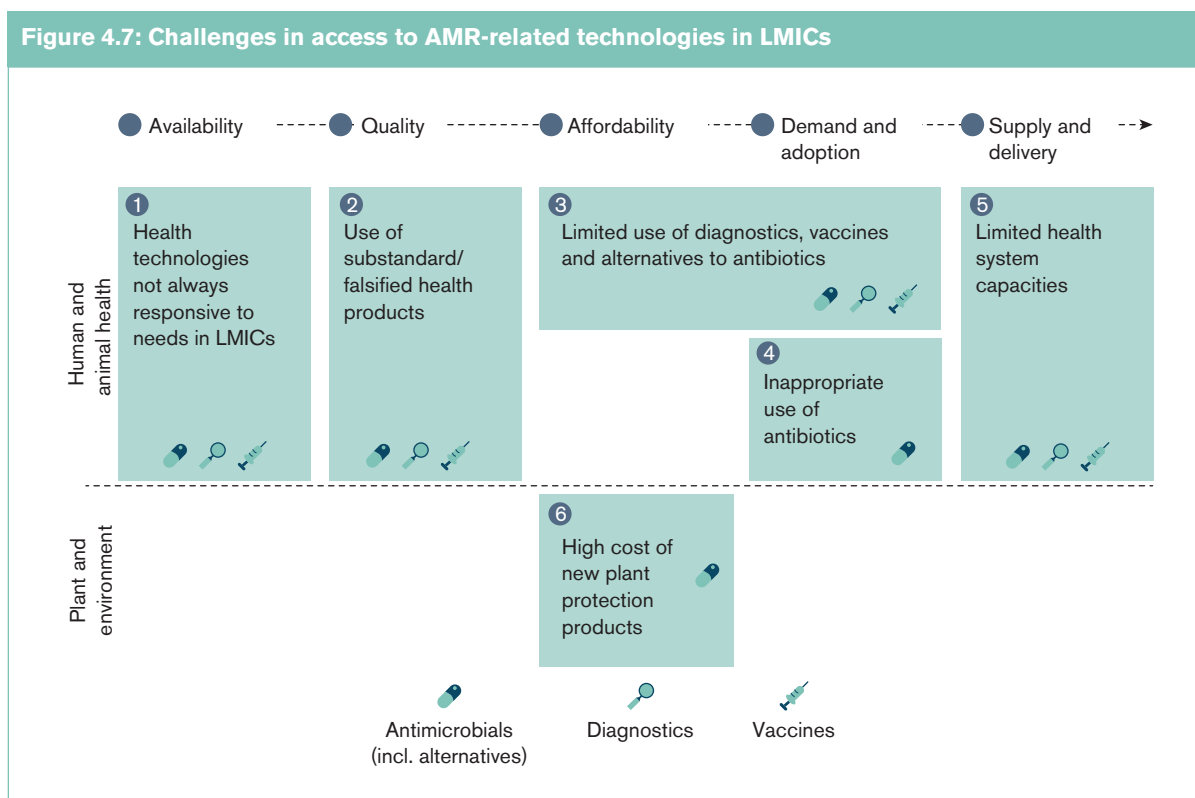 Figure 4.7: Challenges in access to AMR-related technologies in LMICs
Availability
Quality
Affordability
Demand and
adoption
Supply and
delivery
Human and
animal health
1
Health
technologies
not always
responsive to
needs in LMICs
2
Use of
substandard/
falsified health
products
3
Limited use of diagnostics, vaccines
and alternatives to antibiotics
4
Inappropriate
use of
antibiotics
5
Limited health
system
capacities
Plant and
environment
6
High cost of
new plant
protection
products
Antimicrobials
(incl. alternatives)
Diagnostics
Vaccines